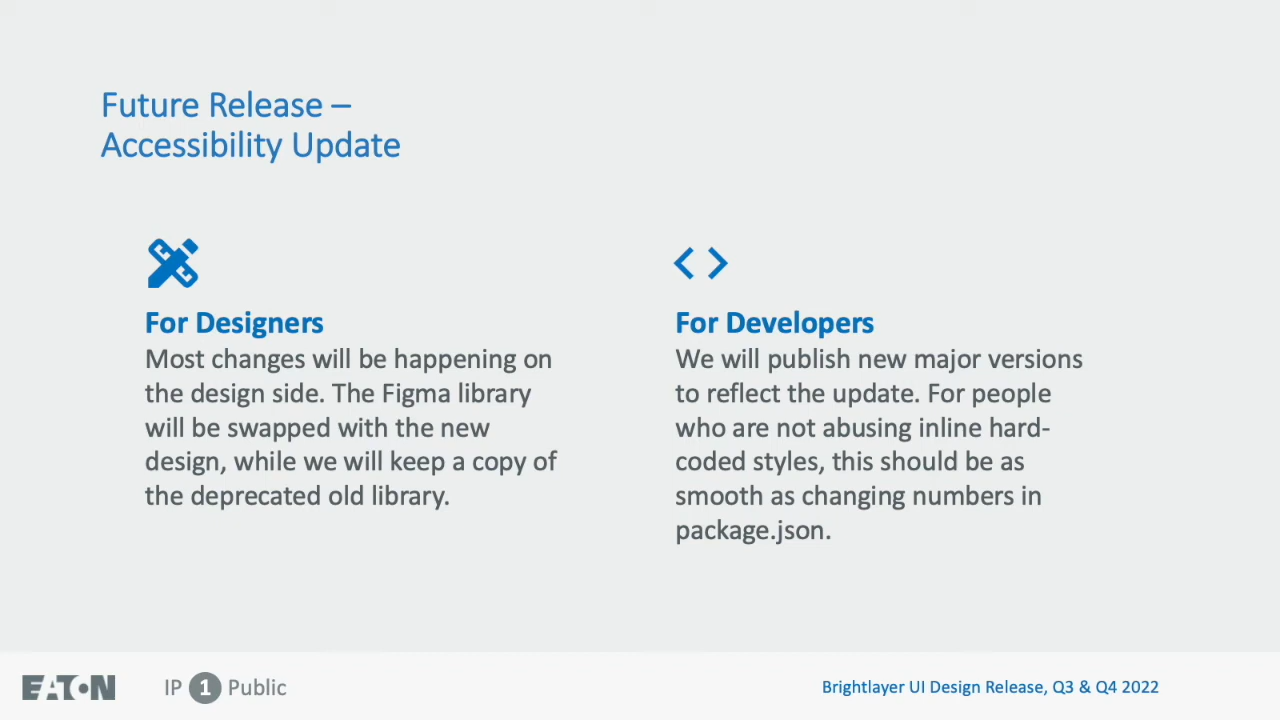 Future Release –
Accessibility Update
For Designers
Most changes will be happening on
the design side. The Figma library
will be swapped with the new
design, while we will keep a copy of
the deprecated old library.
For Developers
We will publish new major versions
to reflect the update. For people
who are not abusing inline hard-
coded styles, this should be as
smooth as changing numbers in
package.json.
EATON
IP 1 Public
Brightlayer UI Design Release, Q3 & Q4 2022